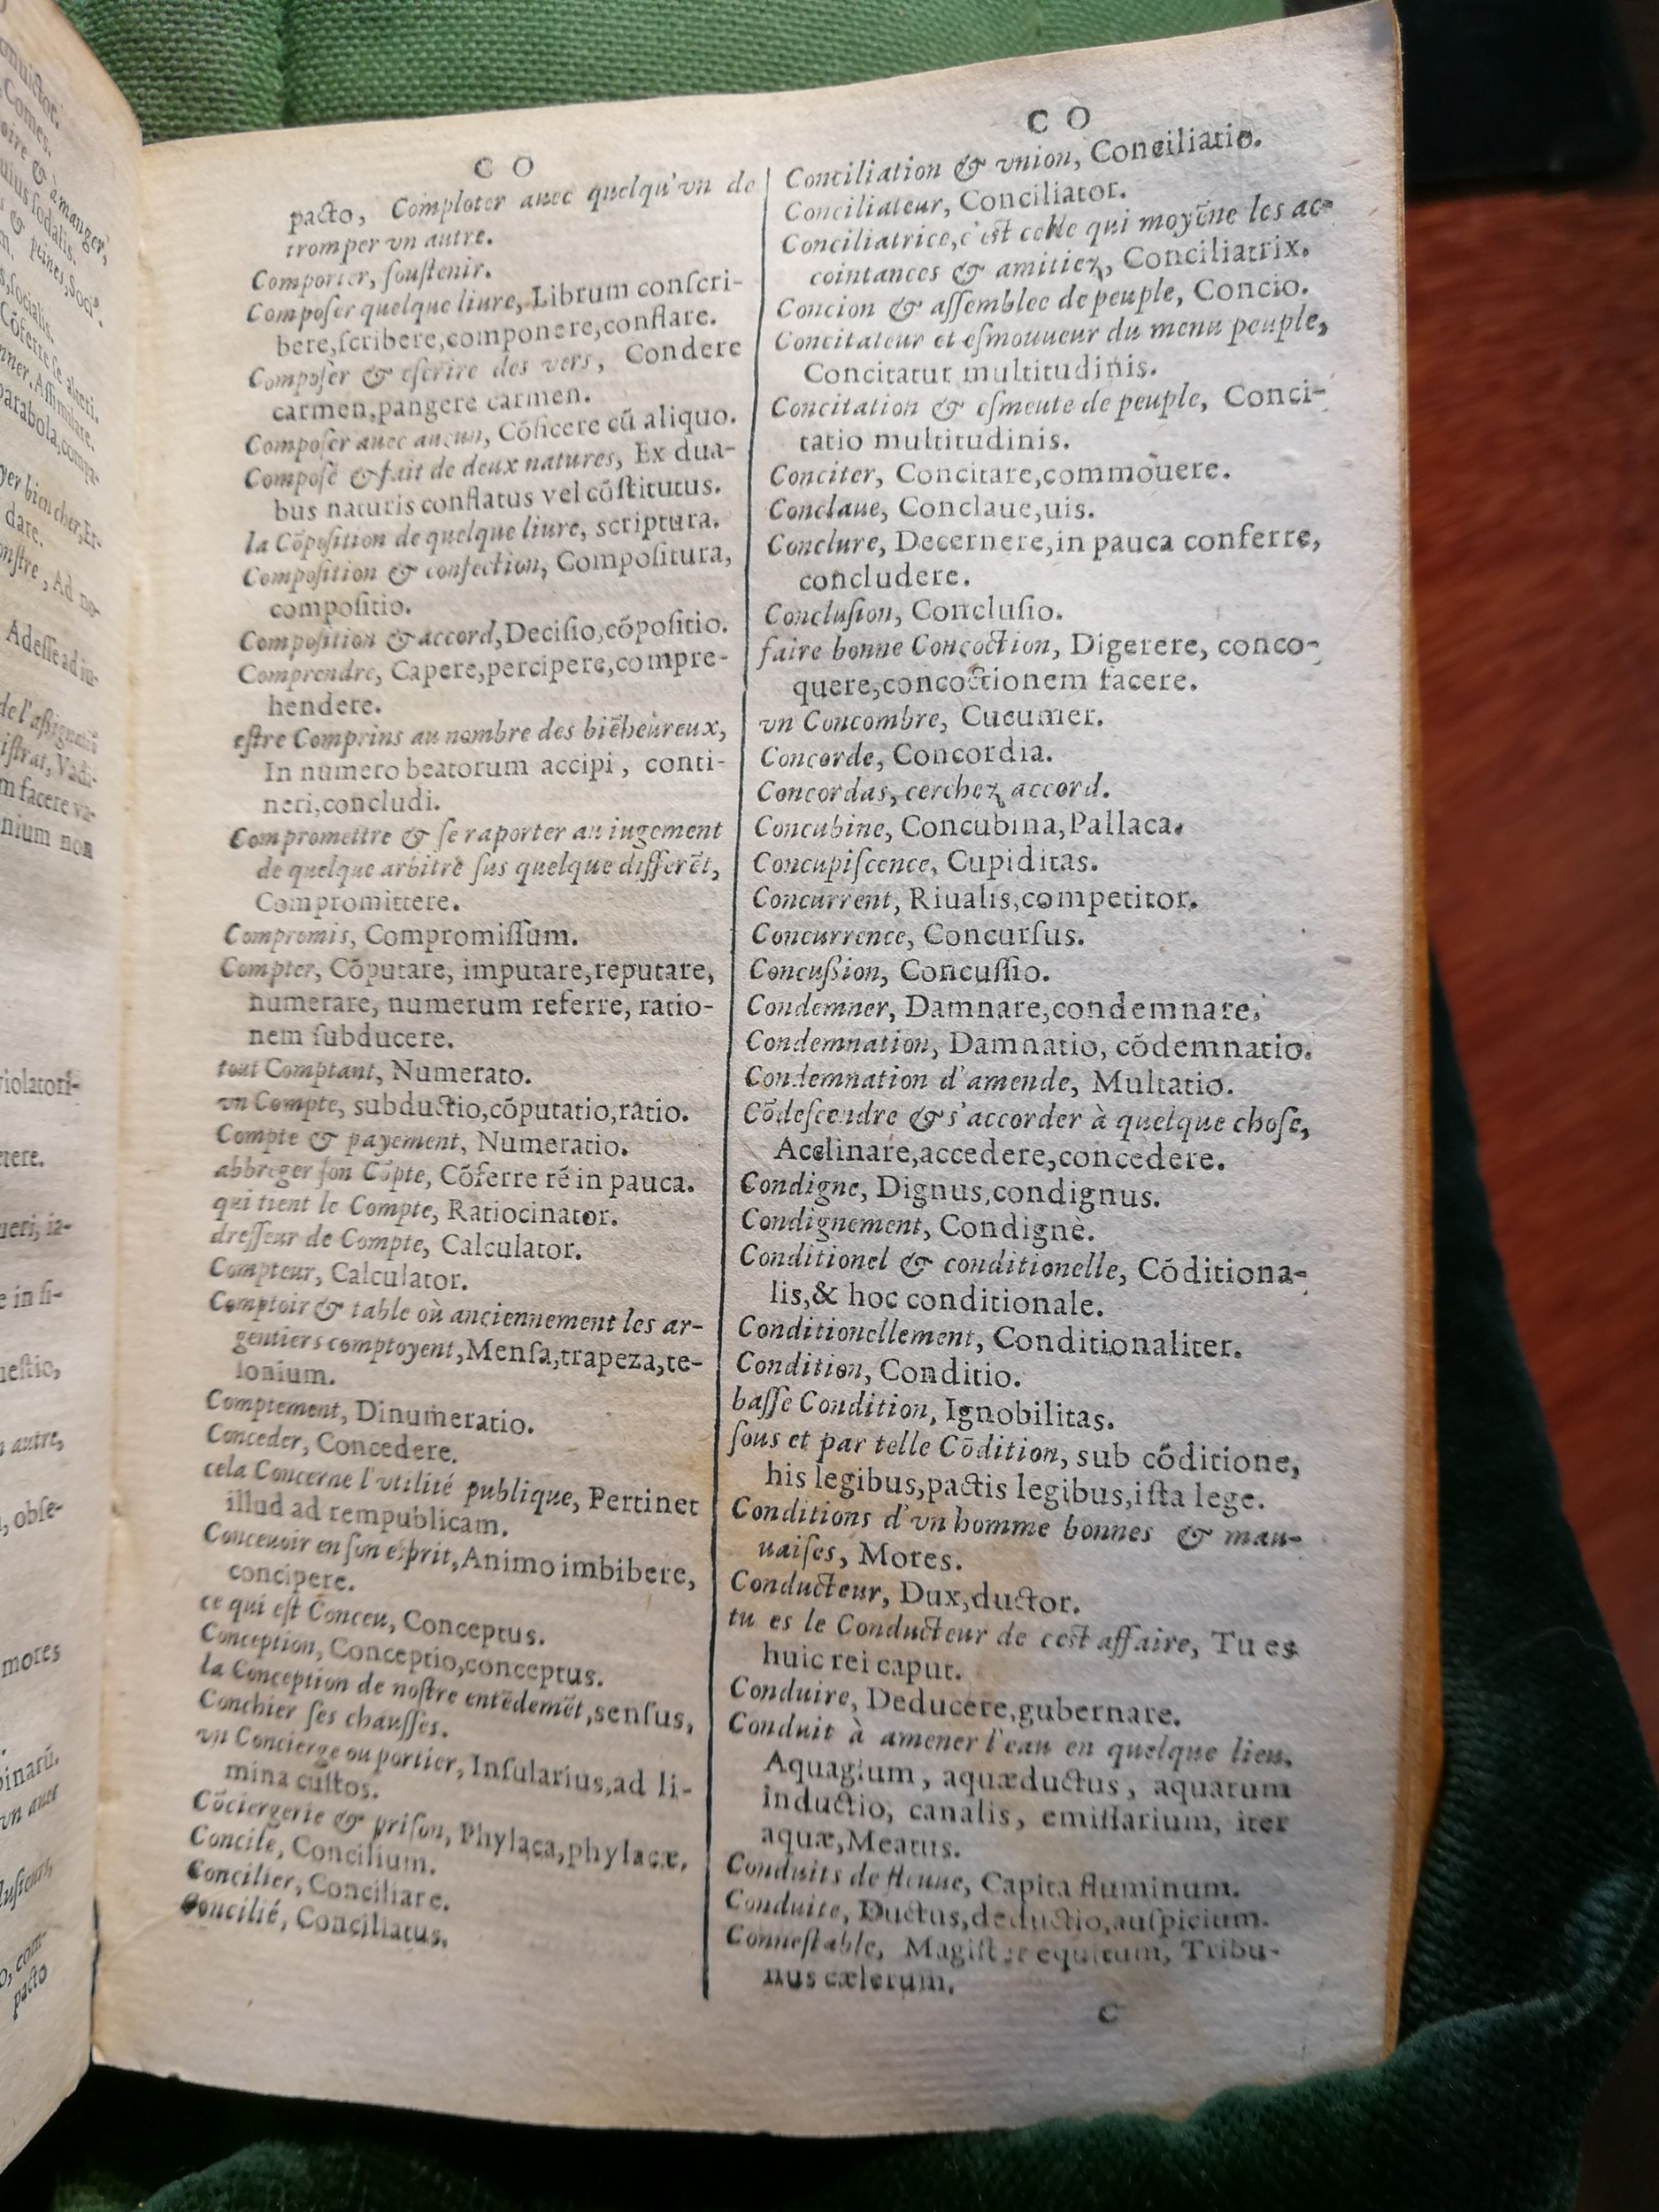 C O
pacto, Comploter auec quelqu'vn de
tromper vn autre.
Comporter, souſtenir.
Compoſer quelque liure, Librum conſcri-
bere,ſcribere,componere,conflare.
Compoſer & eſcrire des vers, Condere
carmen,pangere carmen.
Compoſer auec aucun, Cõficere cũ aliquo.
Compoſé & fait de deux natures, Ex dua-
bus naturis conflatus vel cõſtitutus.
la Cõpoſition de quelque liure, scriptura.
Compoſition & confection, Compoſitura,
compoſitio.
Compoſition & accord,Deciſio,cõpoſitio.
Comprendre, Capere,percipere,compre-
hendere.
eſtre Comprins au nombre des biẽheureux,
In numero beatorum accipi, conti-
neri,concludi.
Compromettre & ſe raporter au iugement
de quelque arbitre ſus quelque differẽt,
Compromittere.
Compromis, Compromiſſum.
Compter, Cõputare, imputare,reputare,
numerare, numerum referre, ratio-
nem ſubducere.
tout Comptant, Numerato.
vn Compte, subductio,cõputatio,ratio.
Compte & payement, Numeratio.
abbreger ſon Cõpte, Cõferre rẽ in pauca.
qui tient le Compte, Ratiocinator.
dreſſeur de Compte, Calculator.
Compteur, Calculator.
Comptoir & table où anciennement les ar-
gentiers comptoyent,Menſa,trapeza,te-
lonium.
Comptement, Dinumeratio.
Conceder, Concedere.
cela Concerne l'vtilité publique, Pertinet
illud ad rempublicam.
Conceuoir en ſon eſprit,Animo imbibere,
concipere.
ce qui eſt Conceu, Conceptus.
Conception, Conceptio,conceptus.
la Conception de noſtre entẽdemẽt,senſus,
Conchier ſes chauſſes.
vn Concierge ou portier, Inſularius,ad li-
mina cuſtos.
Cõciergerie & priſon, Phylaca,phylacæ,
Concile, Concilium.
Concilier, Conciliare.
Concilié, Conciliatus.
C O
Conciliation & vnion, Conciliatio.
Conciliateur, Conciliator.
Conciliatrice,c'eſt celle qui moyẽne les ac-
cointances & amitiez, Conciliatrix.
Concion & aſſemblee de peuple, Concio.
Concitateur et eſmouueur du menu peuple,
Concitatur multitudinis.
Concitation & eſmeute de peuple, Conci-
tatio multitudinis.
Conciter, Concitare,commouere.
Conclaue, Conclaue,uis.
Conclure, Decernere,in pauca conferre,
concludere.
Concluſion, Concluſio.
faire bonne Concoction, Digerere, conco-
quere,concoctionem facere.
vn Concombre, Cucumer.
Concorde, Concordia.
Concordas, cerchez accord.
Concubine, Concubina,Pallaca.
Concupiſcence, Cupiditas.
Concurrent, Riualis,competitor.
Concurrence, Concurſus.
Concuſsion, Concuſſio.
Condemner, Damnare,condemnare.
Condemnation, Damnatio, cõdemnatio.
Condemnation d'amende, Multatio.
Cõdeſcendre & s'accorder à quelque choſe,
Acclinare,accedere,concedere.
Condigne, Dignus,condignus.
Condignement, Condignè.
Conditionel & conditionelle, Cõditiona-
lis,& hoc conditionale.
Conditionellement, Conditionaliter.
Condition, Conditio.
baſſe Condition, Ignobilitas.
ſous et par telle Cõdition, sub cõditione,
his legibus,pactis legibus,iſta lege.
Conditions d'vn homme bonnes & mau-
uaiſes, Mores.
Conducteur, Dux,ductor.
tu es le Conducteur de ceſt affaire, Tu es
huic rei caput.
Conduire, Deducere,gubernare.
Conduit à amener l'eau en quelque lieu,
Aquagium, aquæductus, aquarum
inductio, canalis, emiſſarium, iter
aquæ,Meatus.
Conduits de fleuue, Capita fluminum.
Conduite, Ductus,deductio,auſpicium.
Conneſtable, Magiſter equitum, Tribu-
nus cælerum.
C